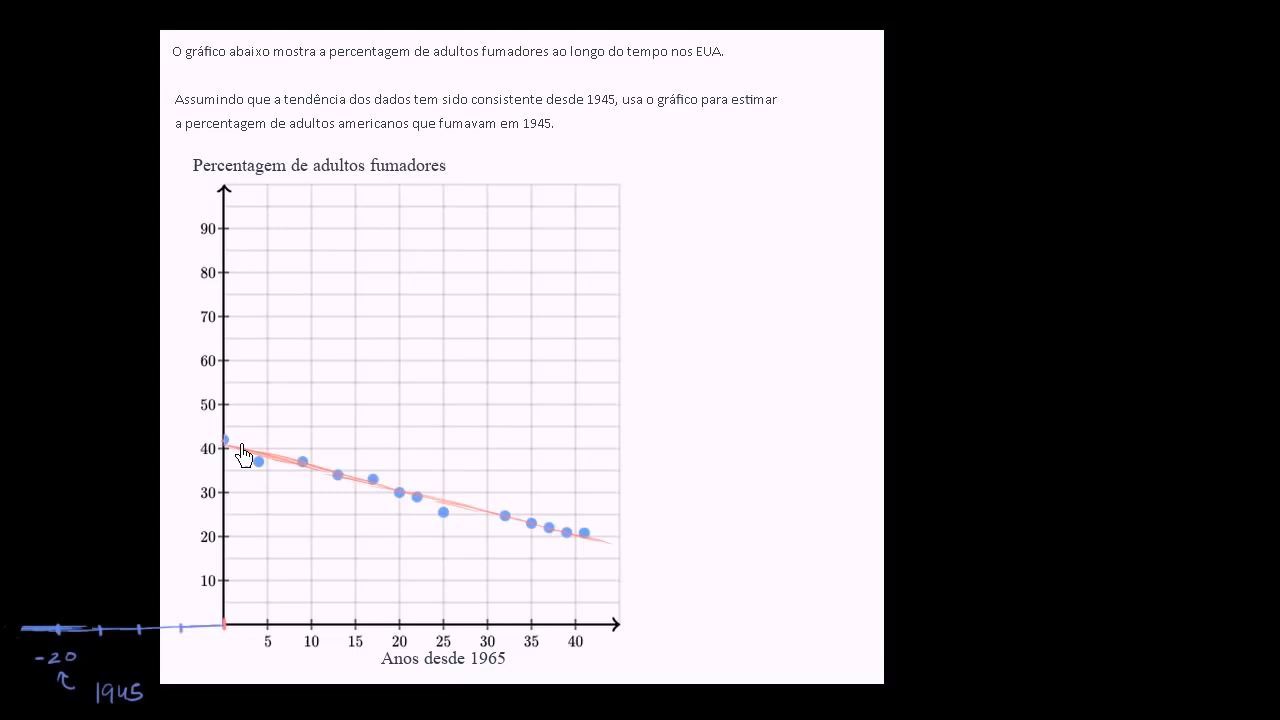 O gráfico abaixo mostra a percentagem de adultos fumadores ao longo do tempo nos EUA.
Assumindo que a tendência dos dados tem sido consistente desde 1945, usa o gráfico para estimar
a percentagem de adultos americanos que fumavam em 1945.
Percentagem de adultos fumadores
90
80
70
60
50
40
30
20
10
5 10 15 20 25 30 35 40
Anos desde 1965
-20
1945